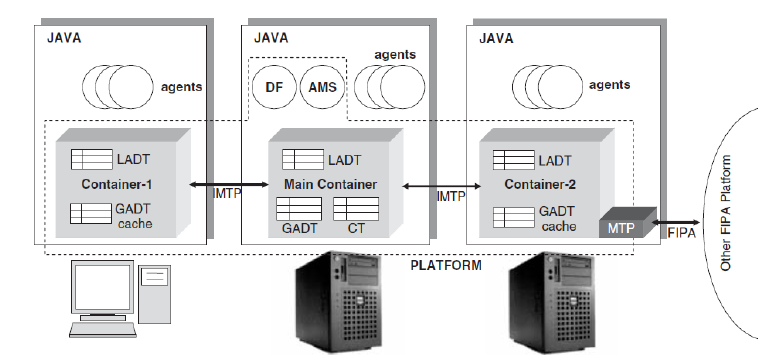 JAVA
agents
LADT
Container-1
GADT
cache
IMTP
JAVA
agents
DF
AMS
LADT
Main Container
GADT
CT
IMTP
JAVA
agents
LADT
Container-2
GADT
cache
MTP
FIPA
Other FIPA Platform
PLATFORM